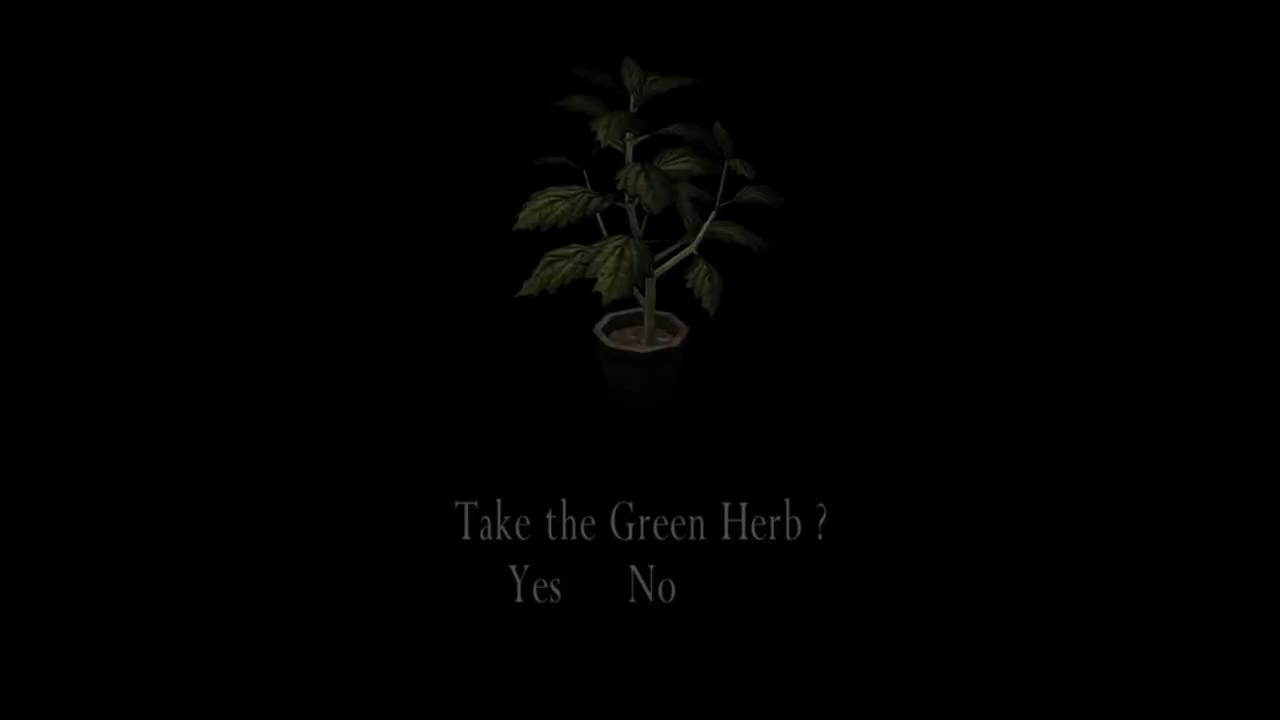 Take the Green Herb ?
Yes No